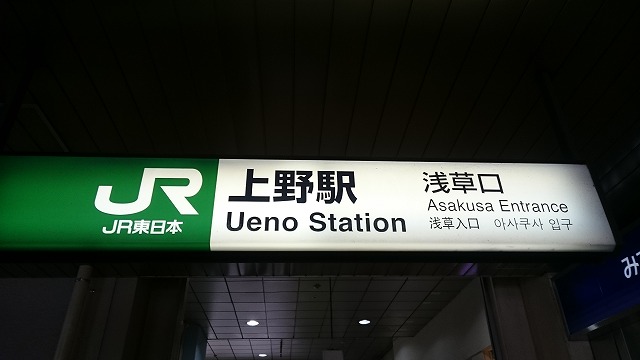 JR
JR東日本
上野駅
Ueno Station
浅草口
Asakusa Entrance
浅草入口 아사쿠사 입구
み